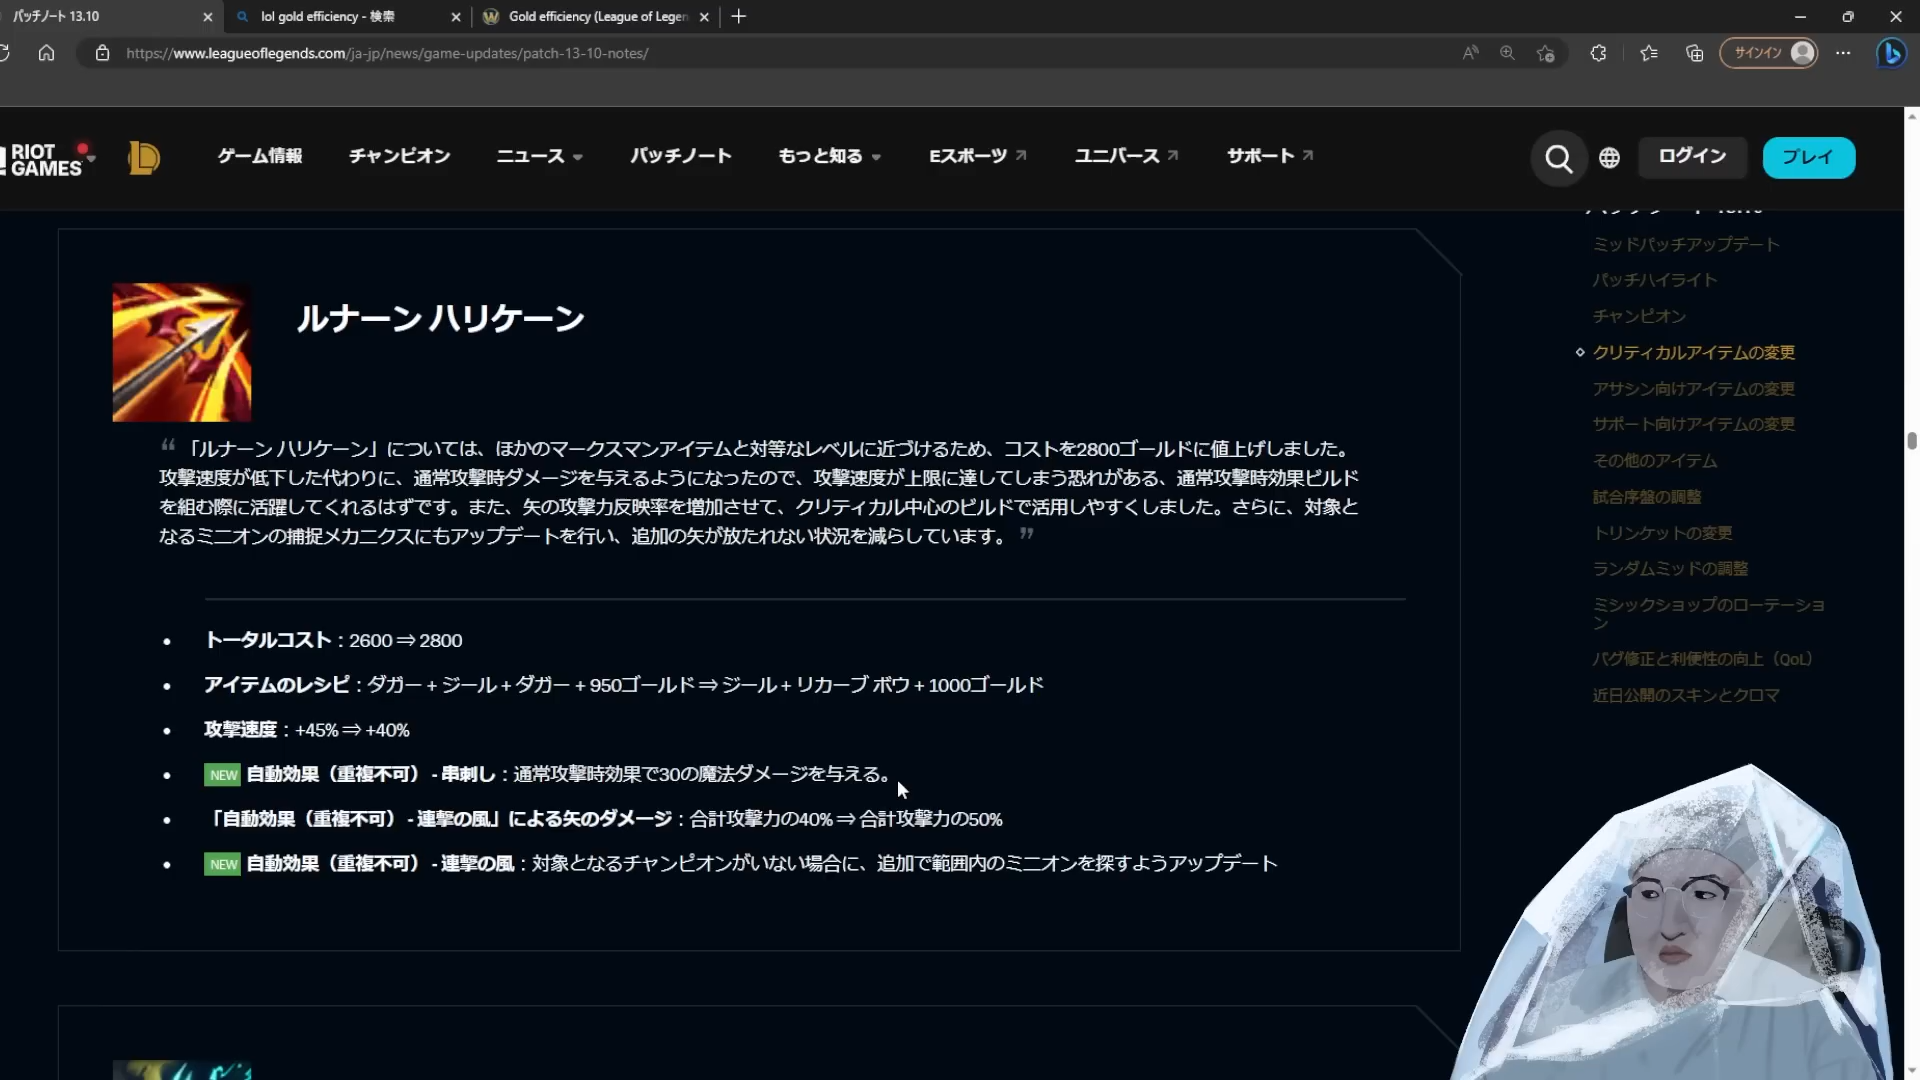 パッチノート 13.10
lol gold efficiency - 検索
Gold efficiency (League of Legen
https://www.leagueoflegends.com/ja-jp/news/game-updates/patch-13-10-notes/
サインイン
RIOT
GAMES
ゲーム情報
チャンピオン
ニュース
パッチノート
もっと知る
Eスポーツ
ユニバース
サポート
ログイン
プレイ
ルナーン ハリケーン
“「ルナーン ハリケーン」については、ほかのマークスマンアイテムと対等なレベルに近づけるため、コストを2800ゴールドに値上げしました。
攻撃速度が低下した代わりに、通常攻撃時ダメージを与えるようになったので、攻撃速度が上限に達してしまう恐れがある、通常攻撃時効果ビルド
を組む際に活躍してくれるはずです。また、矢の攻撃力反映率を増加させて、クリティカル中心のビルドで活用しやすくしました。さらに、対象と
なるミニオンの捕捉メカニクスにもアップデートを行い、追加の矢が放たれない状況を減らしています。”
• トータルコスト：2600 ⇒ 2800
• アイテムのレシピ：ダガー + ジール + ダガー + 950ゴールド ⇒ ジール + リカーブ ボウ + 1000ゴールド
• 攻撃速度：+45% ⇒ +40%
• NEW 自動効果（重複不可） - 串刺し：通常攻撃時効果で30の魔法ダメージを与える。
• 「自動効果（重複不可） - 連撃の風」による矢のダメージ：合計攻撃力の40% ⇒ 合計攻撃力の50%
• NEW 自動効果（重複不可） - 連撃の風：対象となるチャンピオンがいない場合に、追加で範囲内のミニオンを探すようアップデート
ミッドパッチアップデート
パッチハイライト
チャンピオン
クリティカルアイテムの変更
アサシン向けアイテムの変更
サポート向けアイテムの変更
その他のアイテム
試合序盤の調整
トリンケットの変更
ランダムミッドの調整
ミシックショップのローテーショ
ン
バグ修正と利便性の向上（QoL）
近日公開のスキンとクロマ